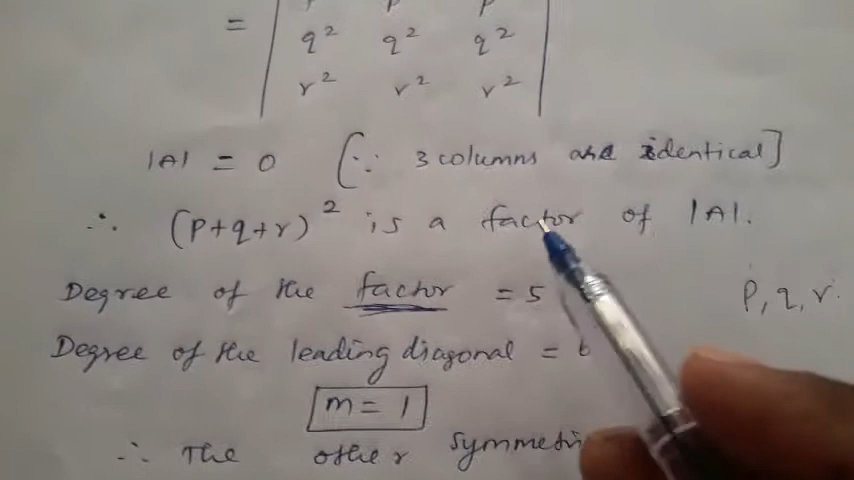 = | p p p
q² q² q²
r² r² r² |
|A| = 0 (∵ 3 columns are identical]
∴ (p+q+r)² is a factor of |A|.
Degree of the factor = 5
p, q, r.
Degree of the leading diagonal = 6
m = 1
∴ The other